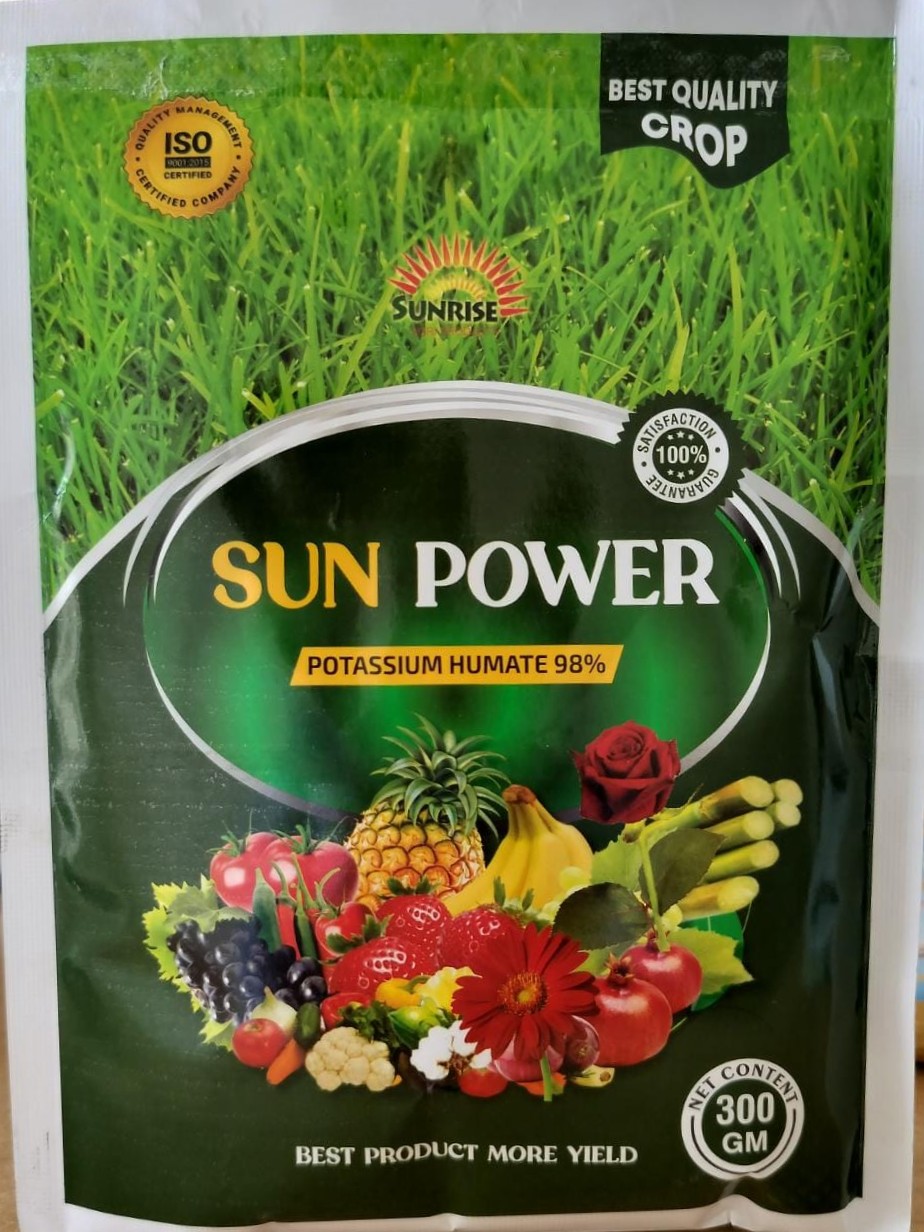 QUALITY MANAGEMENT
ISO
9001:2015
CERTIFIED
CERTIFIED COMPANY
BEST QUALITY
CROP
SUNRISE
SATISFACTION
100%
GUARANTEE
SUN POWER
POTASSIUM HUMATE 98%
BEST PRODUCT MORE YIELD
NET CONTENT
300
GM